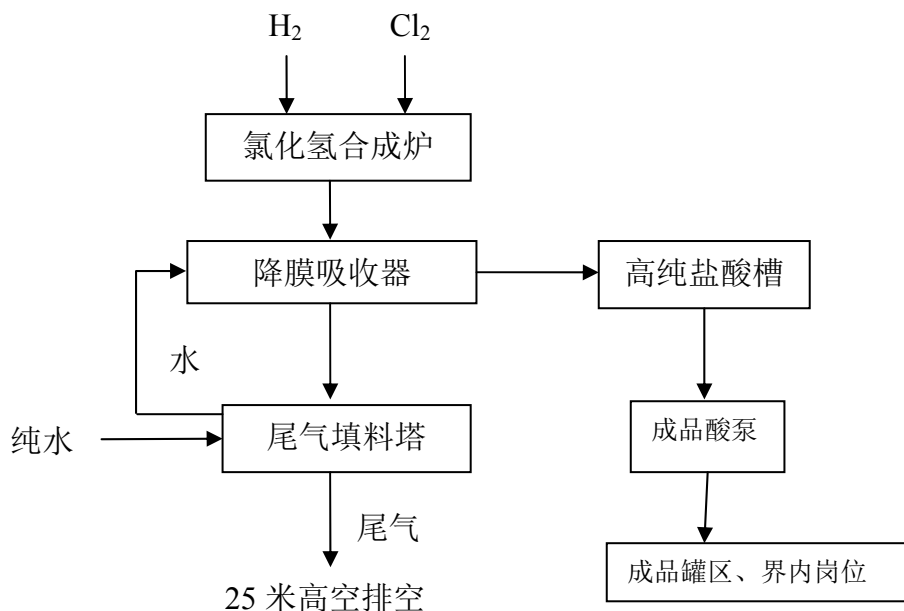 H₂ Cl₂
氯化氢合成炉
降膜吸收器 高纯盐酸槽
水
纯水 尾气填料塔 成品酸泵
尾气
成品罐区、界内岗位
25 米高空排空